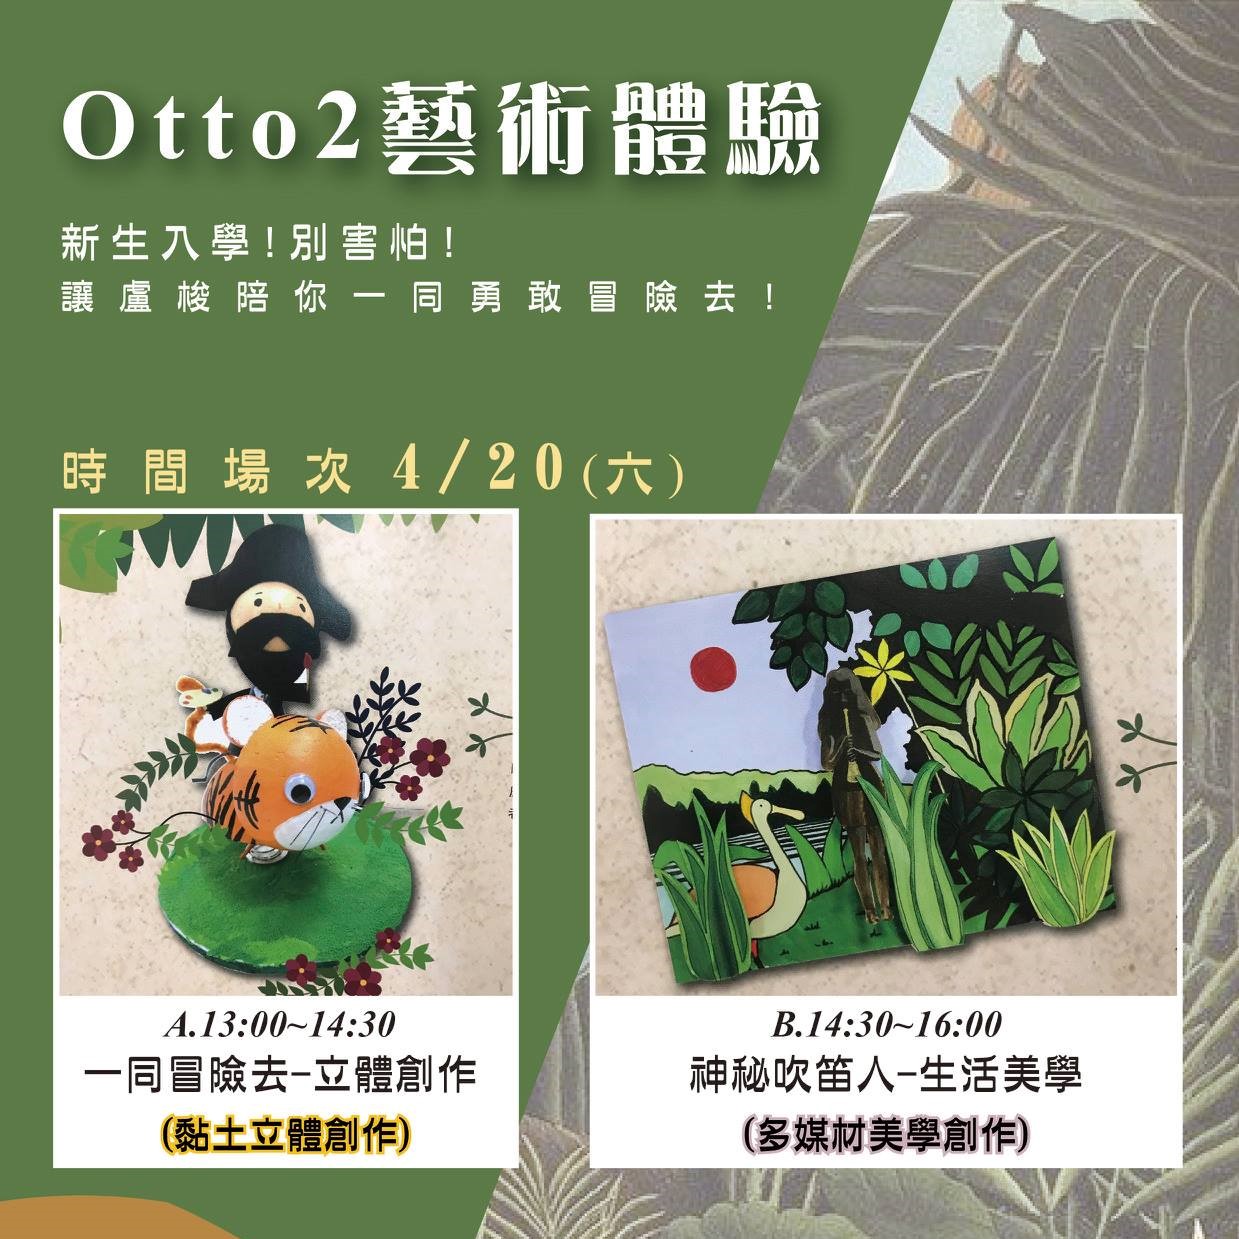 Otto2藝術體驗
新生入學!別害怕!
讓盧梭陪你一同勇敢冒險去!
時間場次 4/20(六)
A.13:00~14:30
一同冒險去-立體創作
(黏土立體創作)
B.14:30~16:00
神秘吹笛人-生活美學
(多媒材美學創作)